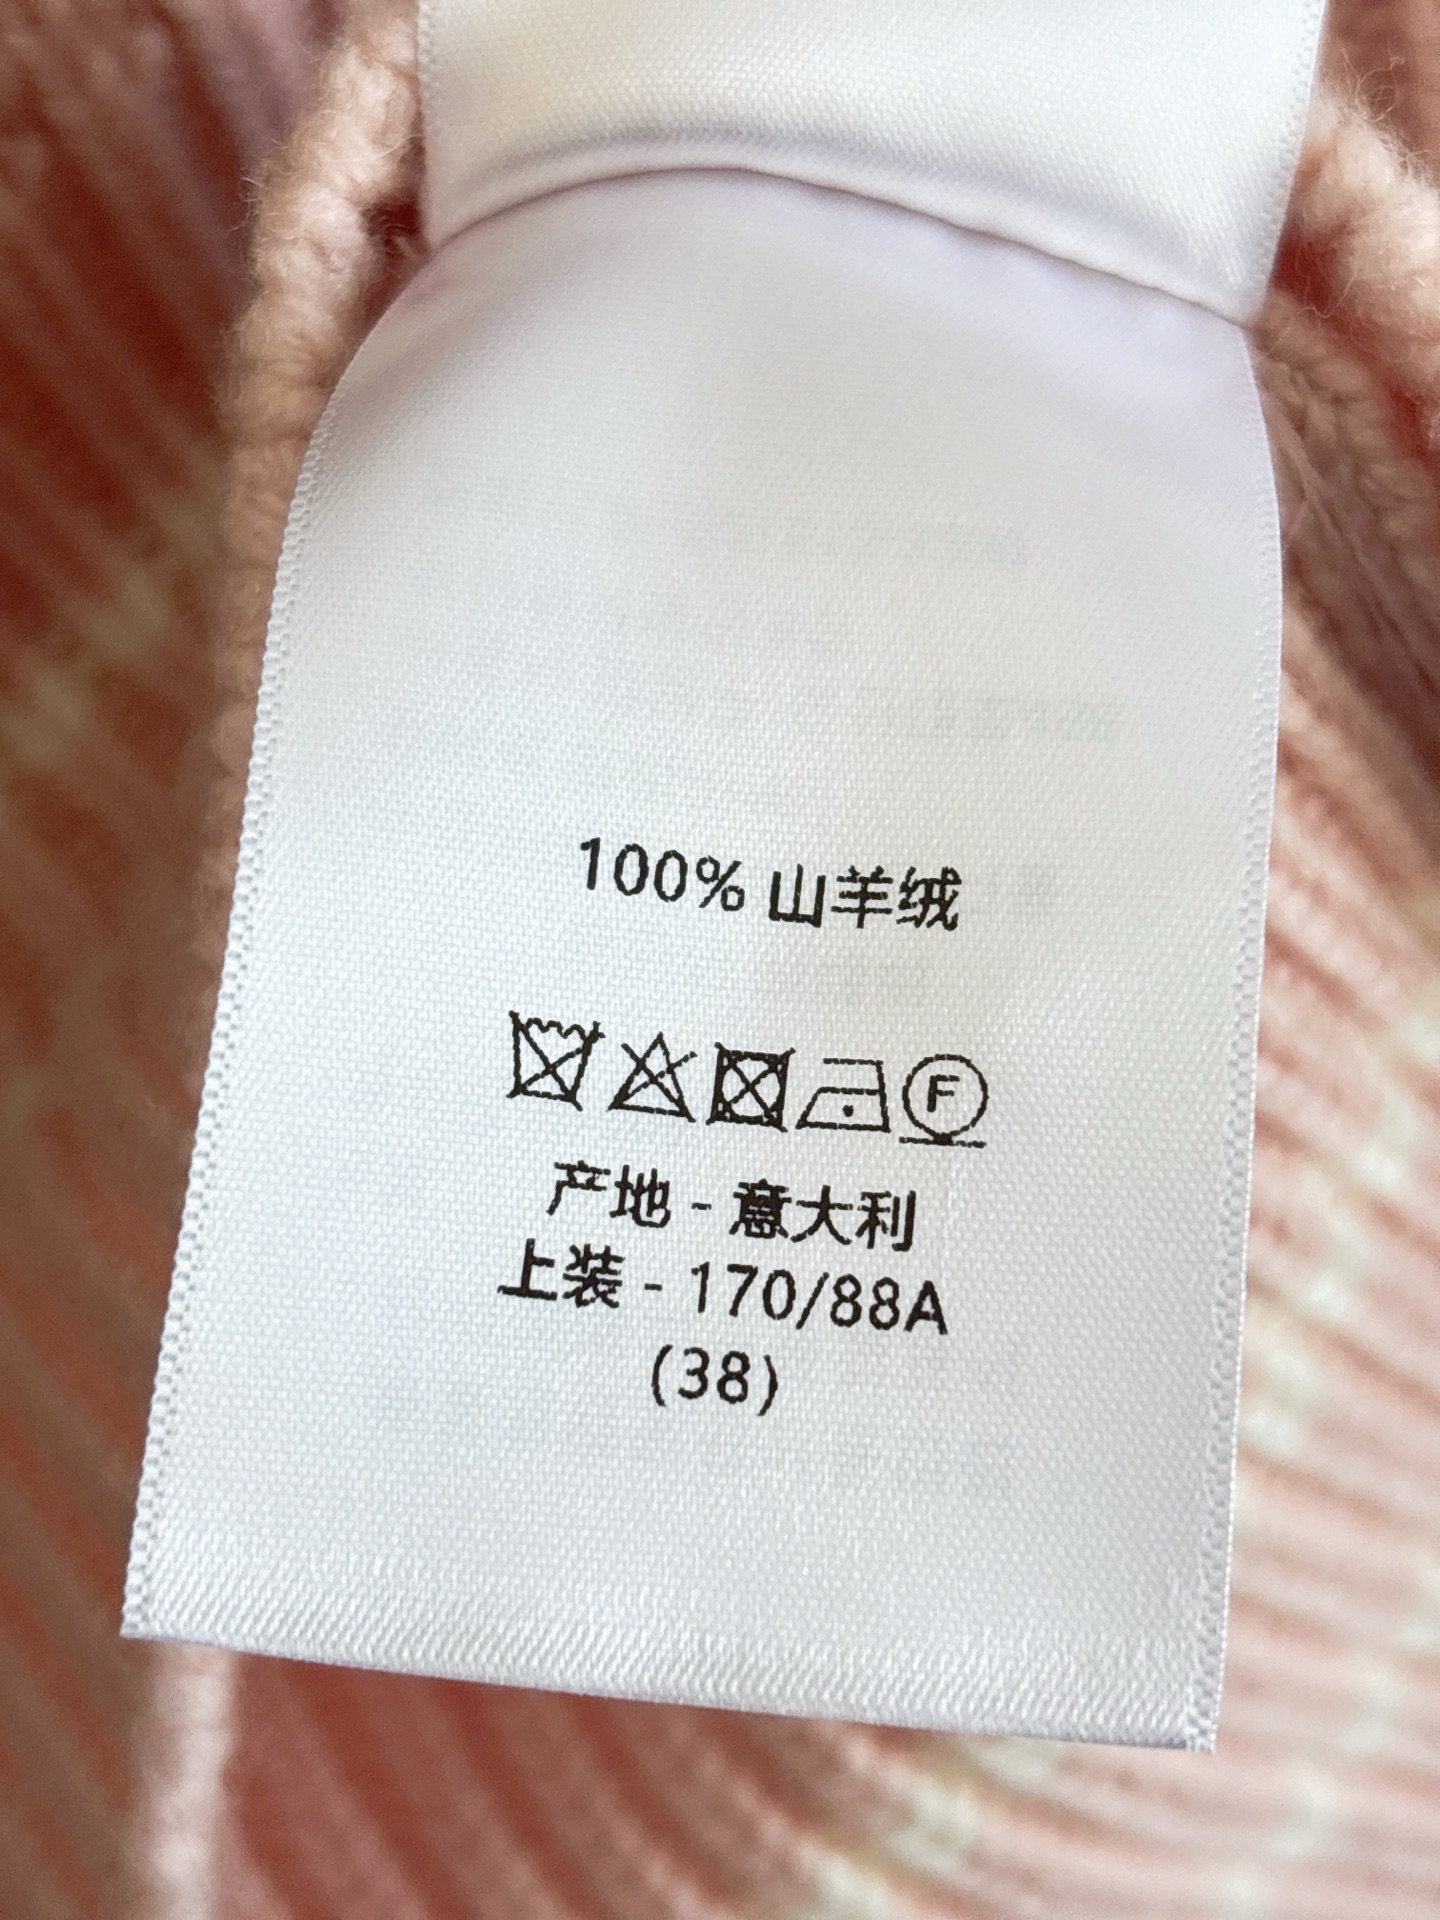 100% 山羊绒
F
产地 - 意大利
上装 - 170/88A
(38)